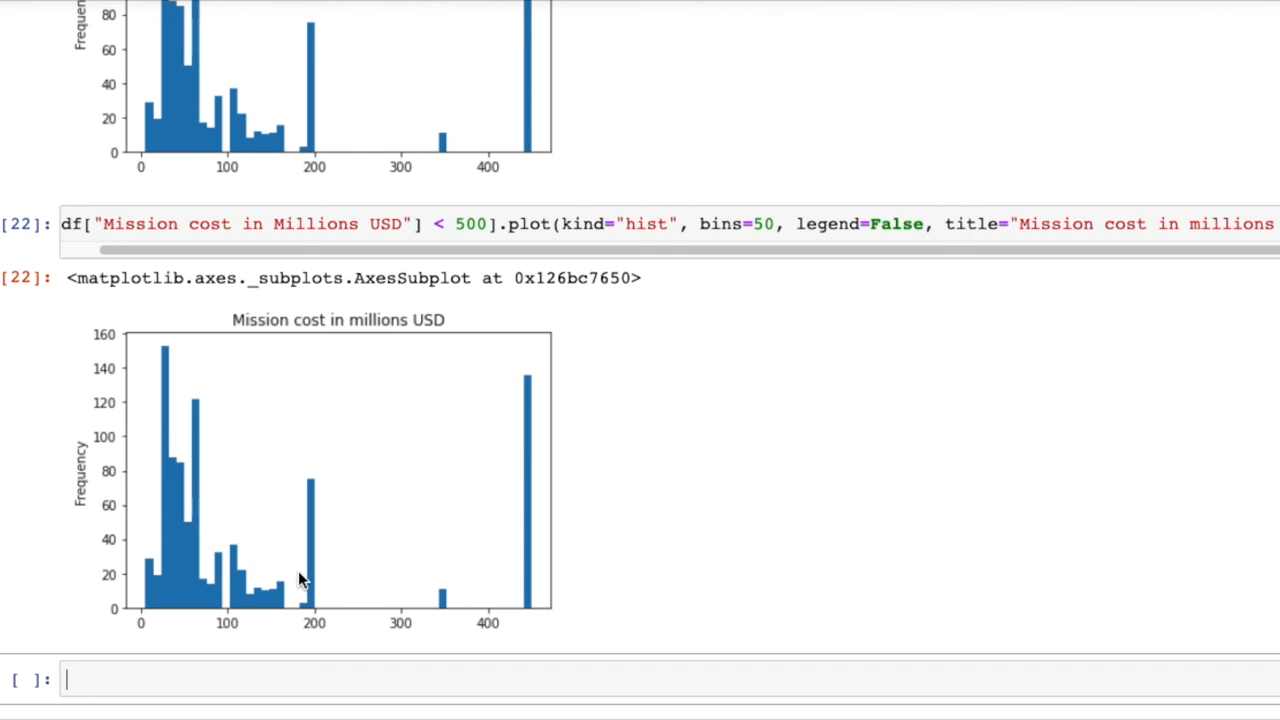 80
Frequen
60
40
20
0
0 100 200 300 400
[22]: df["Mission cost in Millions USD"] < 500].plot(kind="hist", bins=50, legend=False, title="Mission cost in millions
[22]: <matplotlib.axes._subplots.AxesSubplot at 0x126bc7650>
Mission cost in millions USD
160
140
120
100
Frequency
80
60
40
20
0
0 100 200 300 400
[ ]: